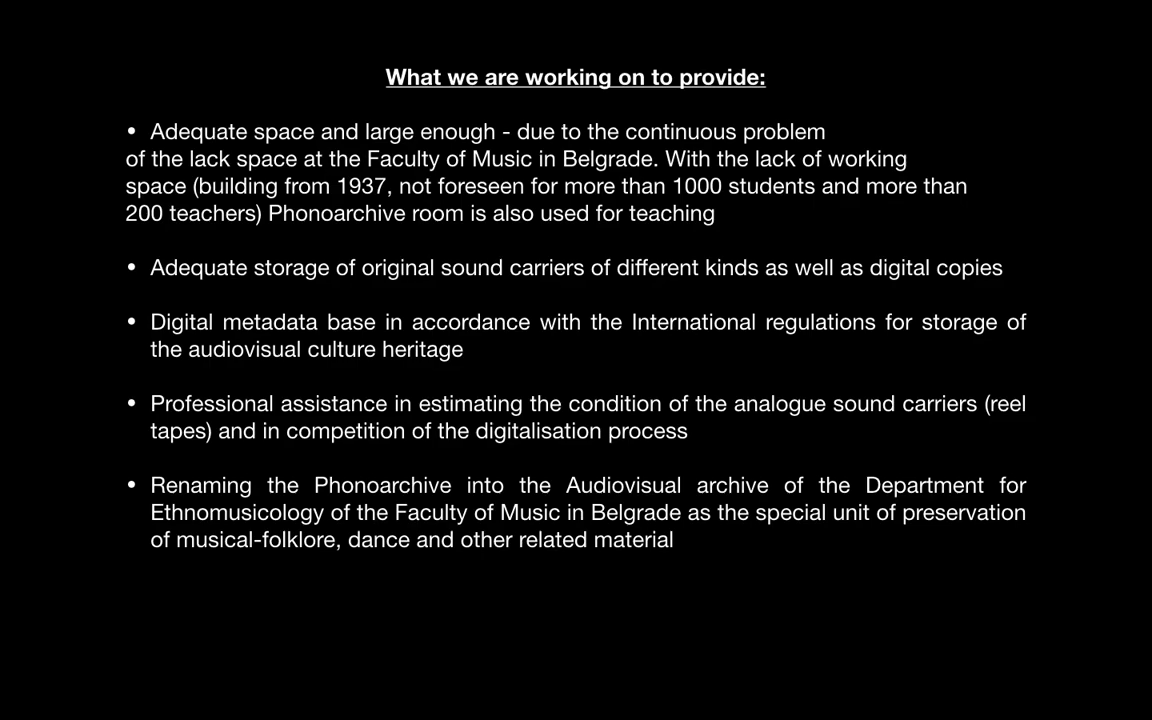 What we are working on to provide:
• Adequate space and large enough - due to the continuous problem
of the lack space at the Faculty of Music in Belgrade. With the lack of working
space (building from 1937, not foreseen for more than 1000 students and more than
200 teachers) Phonoarchive room is also used for teaching
• Adequate storage of original sound carriers of different kinds as well as digital copies
• Digital metadata base in accordance with the International regulations for storage of
the audiovisual culture heritage
• Professional assistance in estimating the condition of the analogue sound carriers (reel
tapes) and in competition of the digitalisation process
• Renaming the Phonoarchive into the Audiovisual archive of the Department for
Ethnomusicology of the Faculty of Music in Belgrade as the special unit of preservation
of musical-folklore, dance and other related material